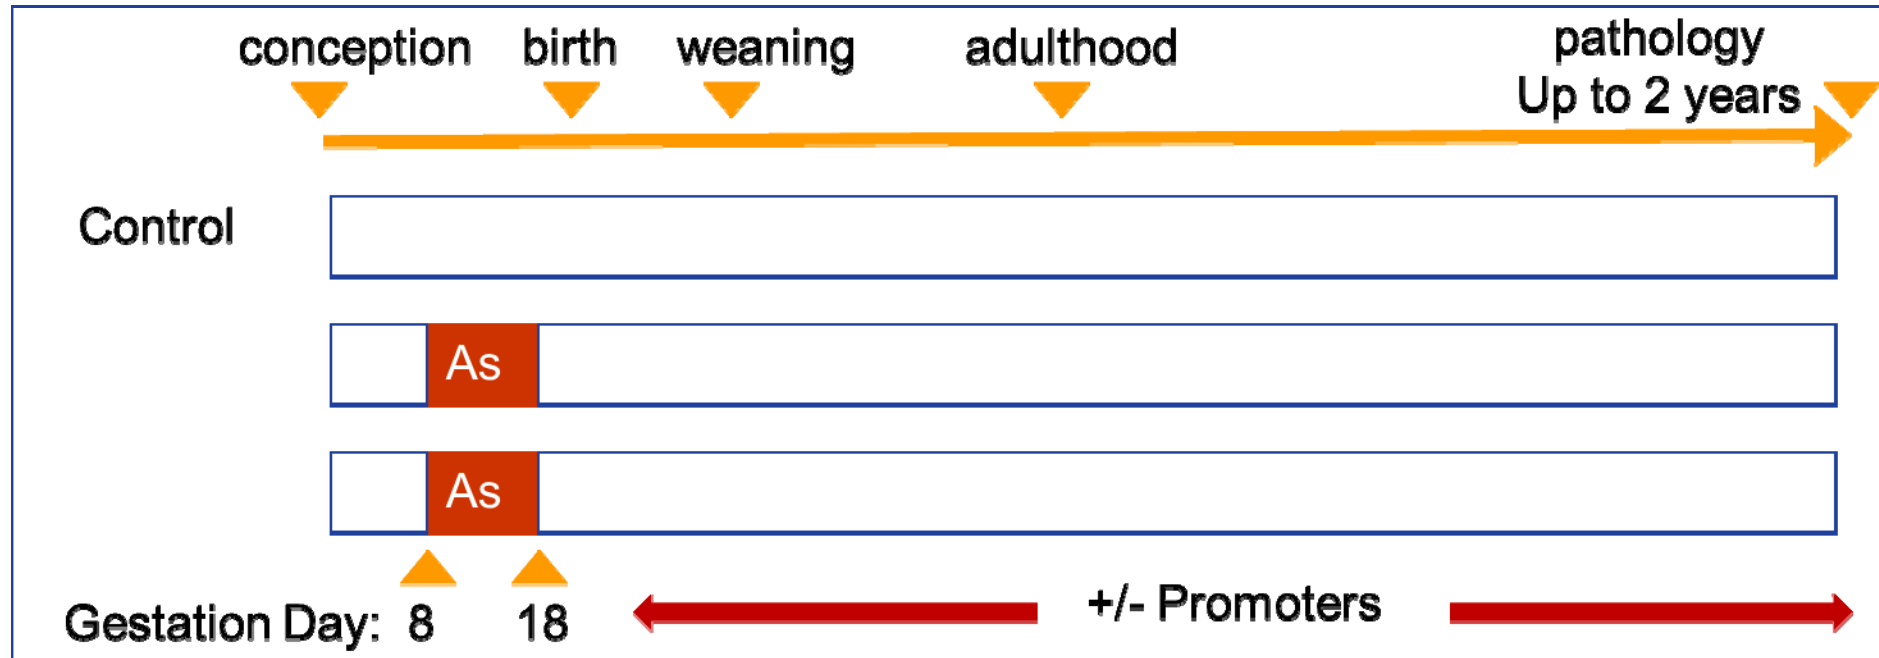 conception birth weaning adulthood pathology
Up to 2 years
Control
As
As
Gestation Day: 8 18 +/- Promoters